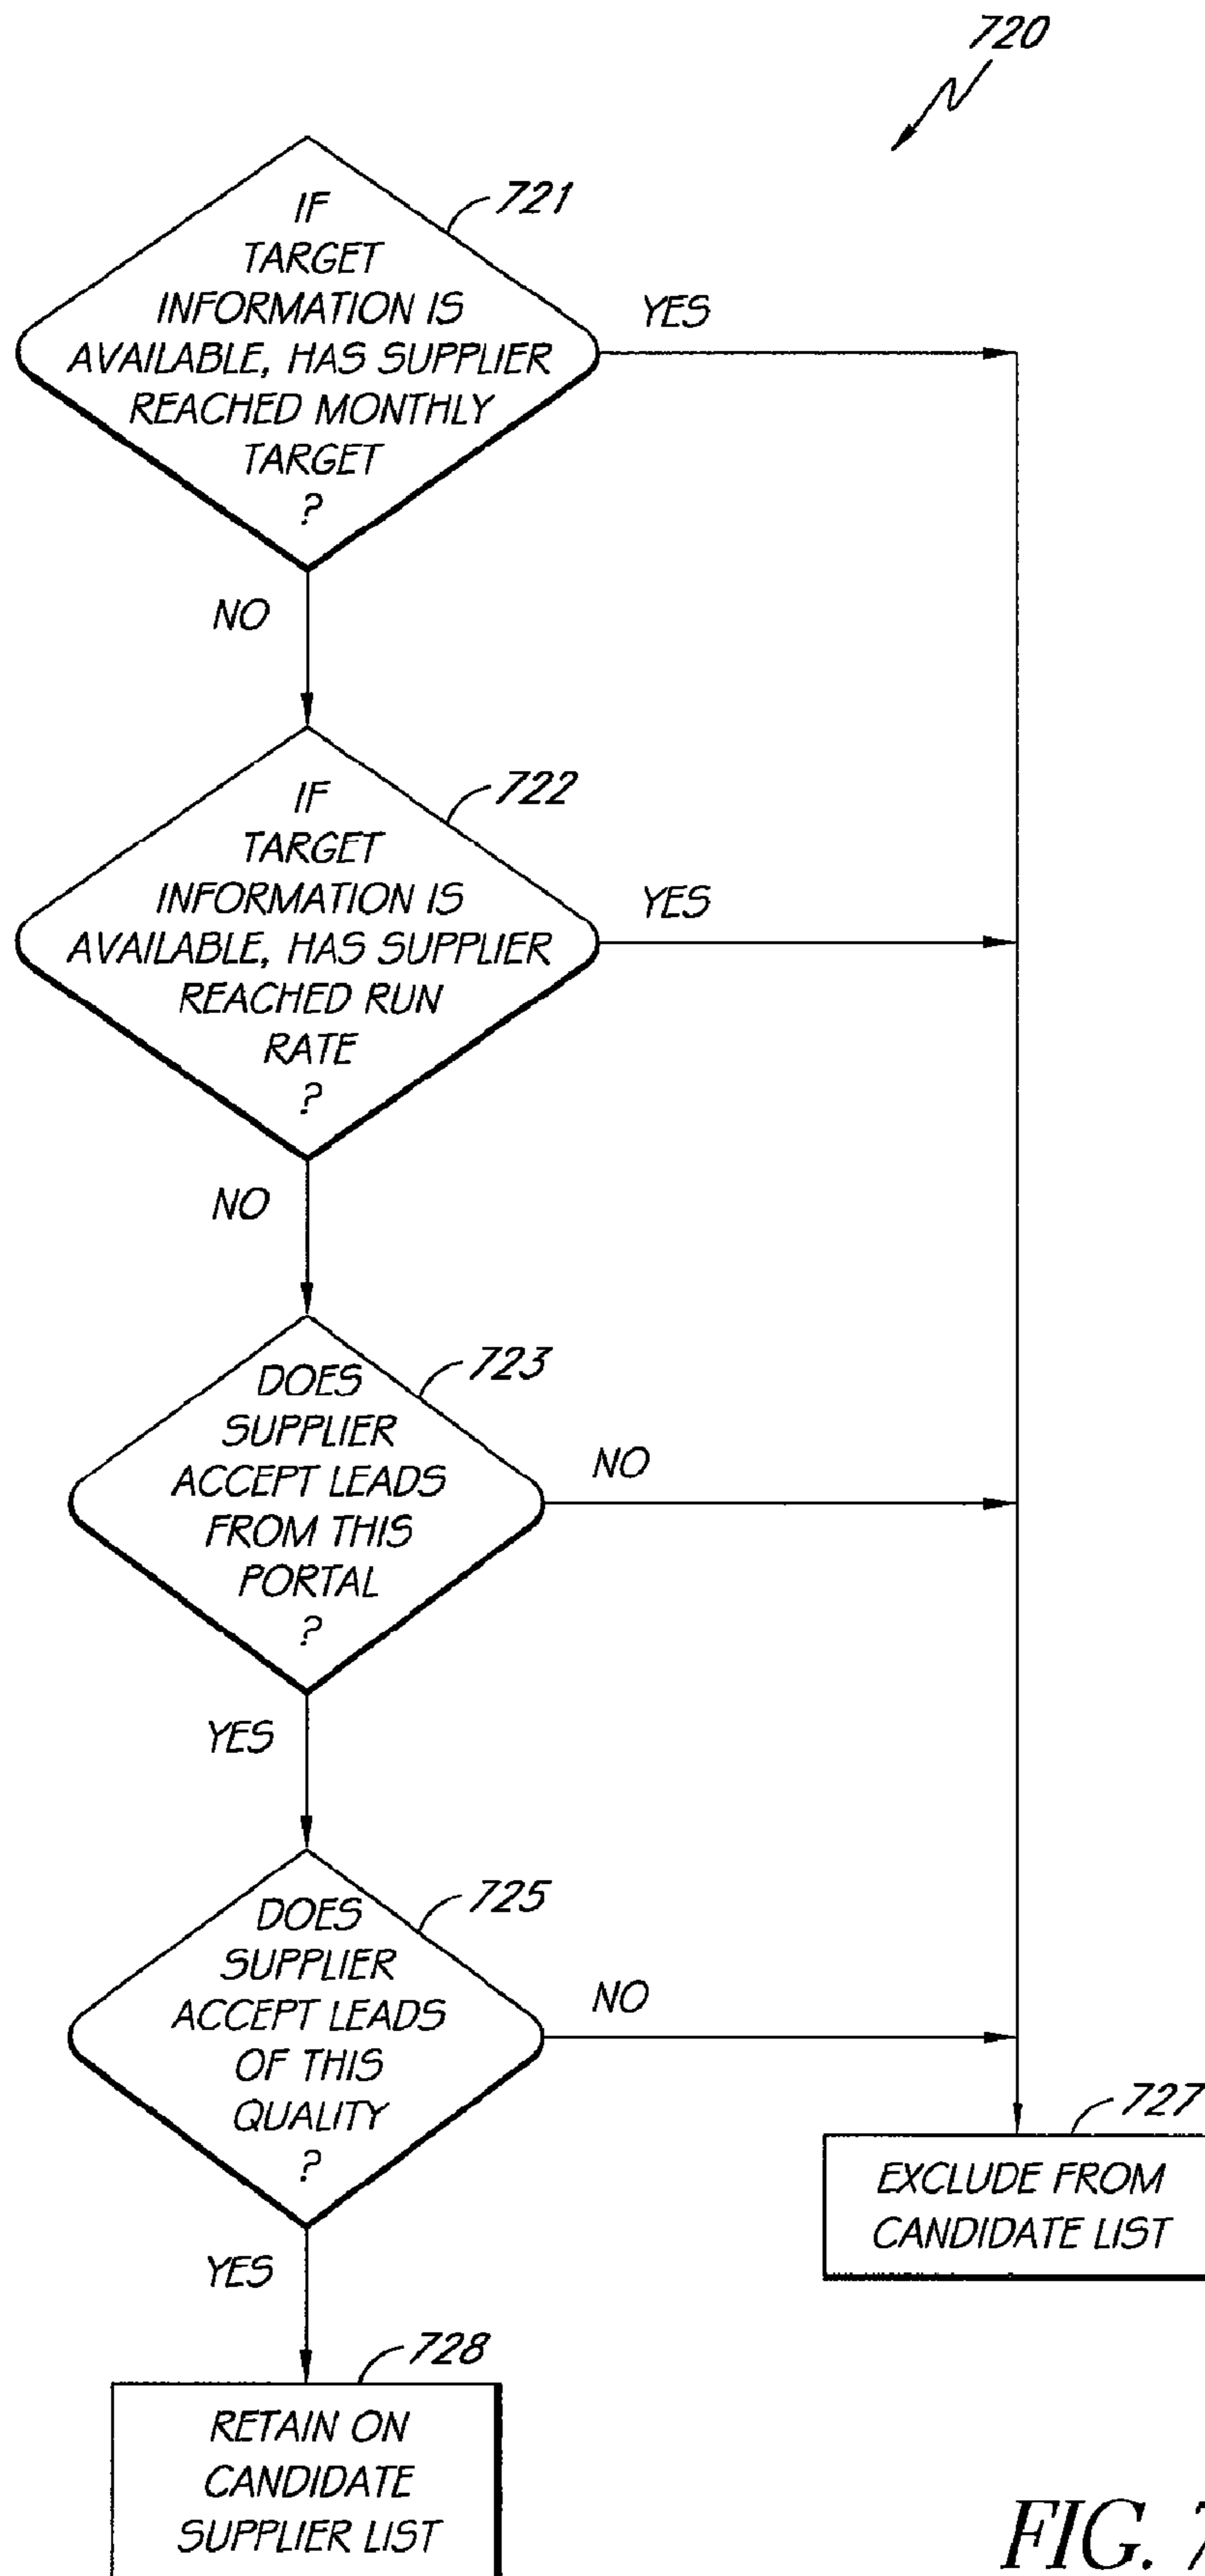 720
721
IF
TARGET
INFORMATION IS
AVAILABLE, HAS SUPPLIER
REACHED MONTHLY
TARGET
?
YES
NO
722
IF
TARGET
INFORMATION IS
AVAILABLE, HAS SUPPLIER
REACHED RUN
RATE
?
YES
NO
723
DOES
SUPPLIER
ACCEPT LEADS
FROM THIS
PORTAL
?
NO
YES
725
DOES
SUPPLIER
ACCEPT LEADS
OF THIS
QUALITY
?
NO
YES
727
EXCLUDE FROM
CANDIDATE LIST
728
RETAIN ON
CANDIDATE
SUPPLIER LIST
FIG. 7